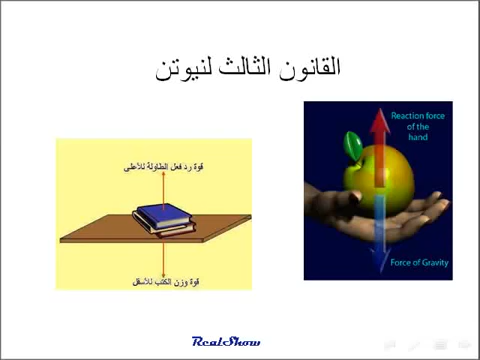 القانون الثالث لنيوتن
Reaction force
of the
hand
Force of Gravity
قوة رد فعل الطاولة للأعلى
قوة وزن الكتب للأسفل
RealShow